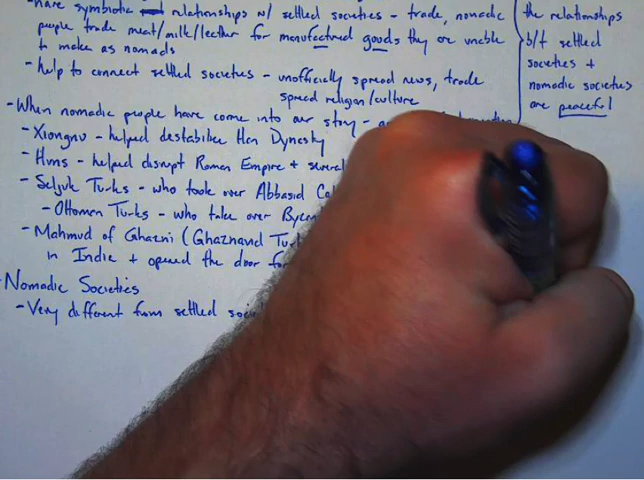 - have symbiotic relationships w/ settled societies - trade, nomadic
people trade meat/milk/leather for manufactured goods they are unable
to make as nomads
- help to connect settled societies - unofficially spread news, trade
spread religion/culture
- When nomadic people have come into our story -
- Xiongnu - helped destabilize Han Dynasty
- Huns - helped disrupt Roman Empire +
- Seljuk Turks - who took over Abbasid
- Ottoman Turks - who take over
- Mahmud of Ghazni (Ghaznavid
in India + opened the door
- Nomadic Societies
- Very different from settled
the relationships
b/t settled
societies +
nomadic societies
are peaceful